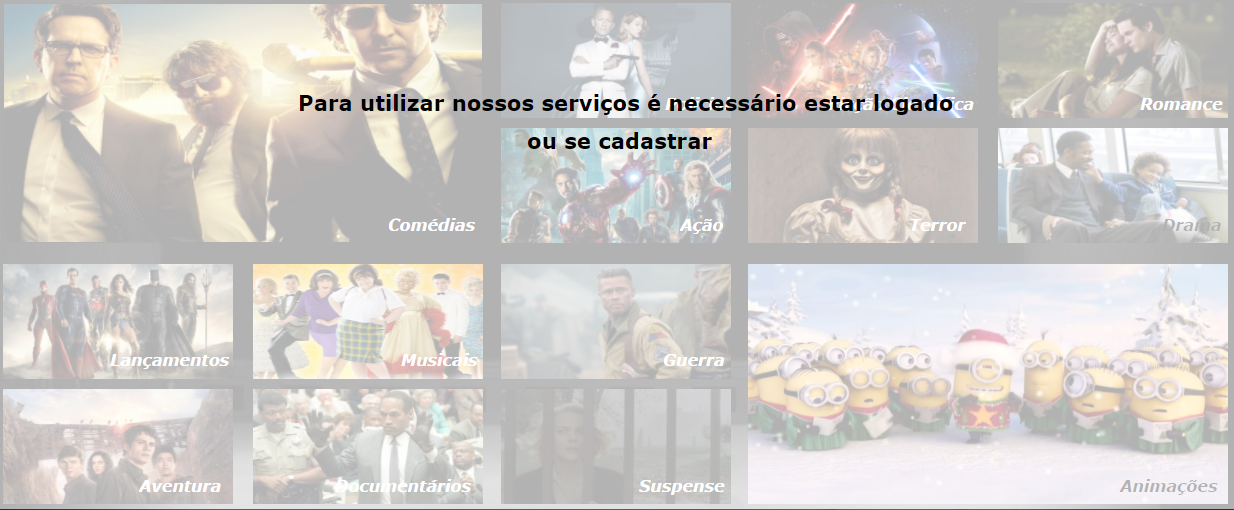 Para utilizar nossos serviços é necessário estar logado
ou se cadastrar
Romance
Comédias
Ação
Terror
Drama
Lançamentos
Musicais
Guerra
Aventura
Documentários
Suspense
Animações